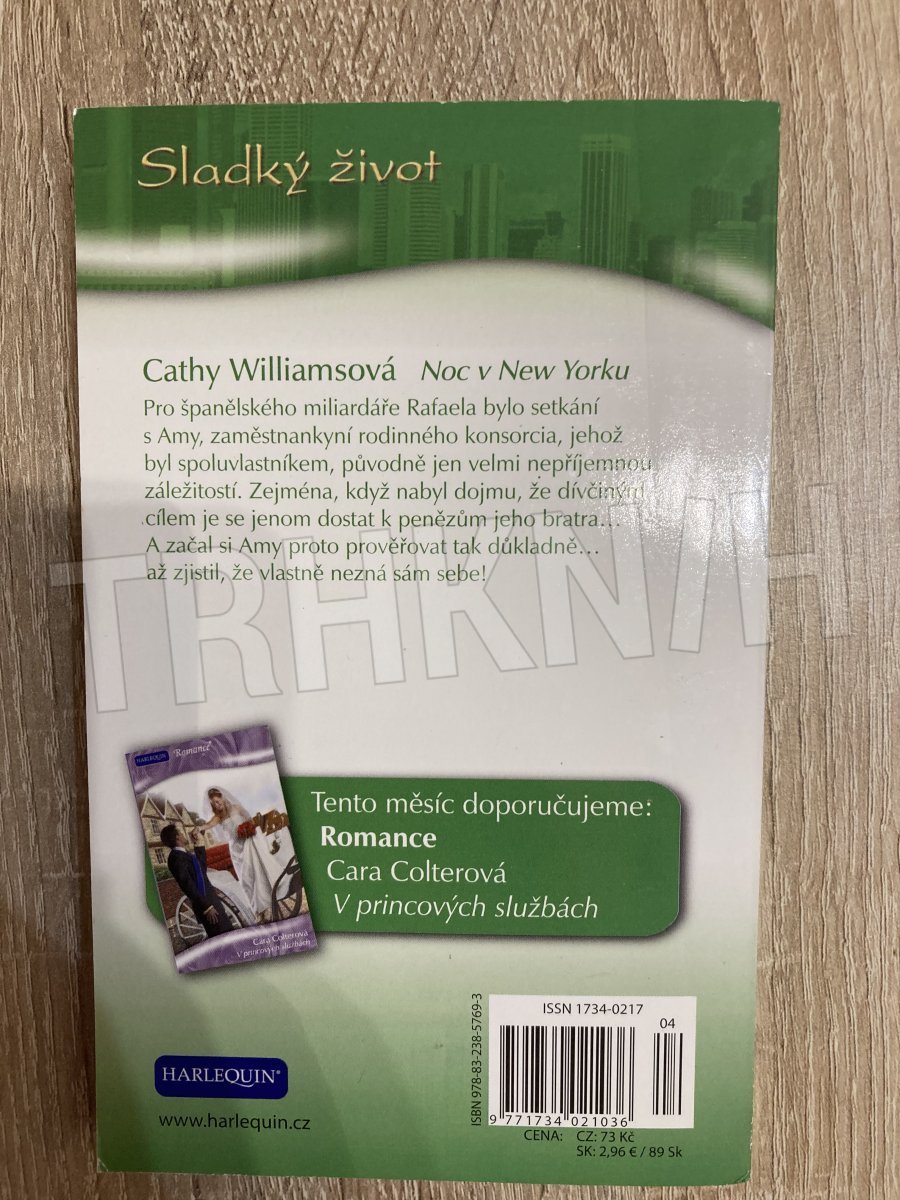 Sladký život
Cathy Williamsová Noc v New Yorku
Pro španělského miliardáře Rafaela bylo setkání
s Amy, zaměstnankyní rodinného konsorcia, jehož
byl spoluvlastníkem, původně jen velmi nepříjemnou
záležitostí. Zejména, když nabyl dojmu, že dívčiným
cílem je se jenom dostat k penězům jeho bratra...
A začal si Amy proto prověřovat tak důkladně...
až zjistil, že vlastně nezná sám sebe!
TRHKNIH
HARLEQUIN
Romance
Cara Colterová
V princových službách
Tento měsíc doporučujeme:
Romance
Cara Colterová
V princových službách
ISBN 978-83-238-5769-3
ISSN 1734-0217
04
9 771734 021036
CENA: CZ: 73 Kč
SK: 2,96 € / 89 Sk
HARLEQUIN®
www.harlequin.cz